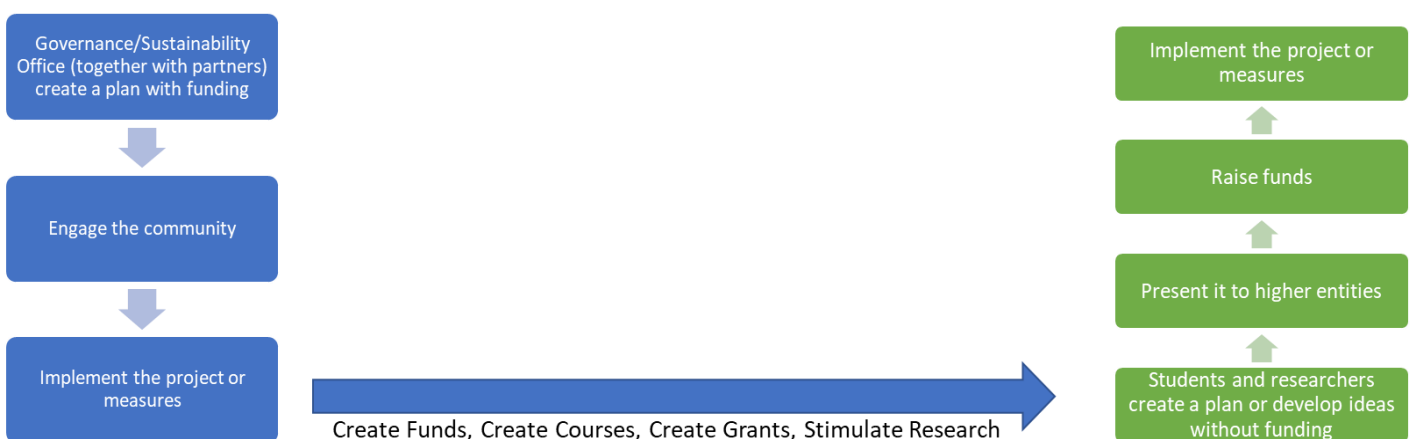 Governance/Sustainability
Office (together with partners)
create a plan with funding
Engage the community
Implement the project or
measures
Create Funds, Create Courses, Create Grants, Stimulate Research
Implement the project or
measures
Raise funds
Present it to higher entities
Students and researchers
create a plan or develop ideas
without funding